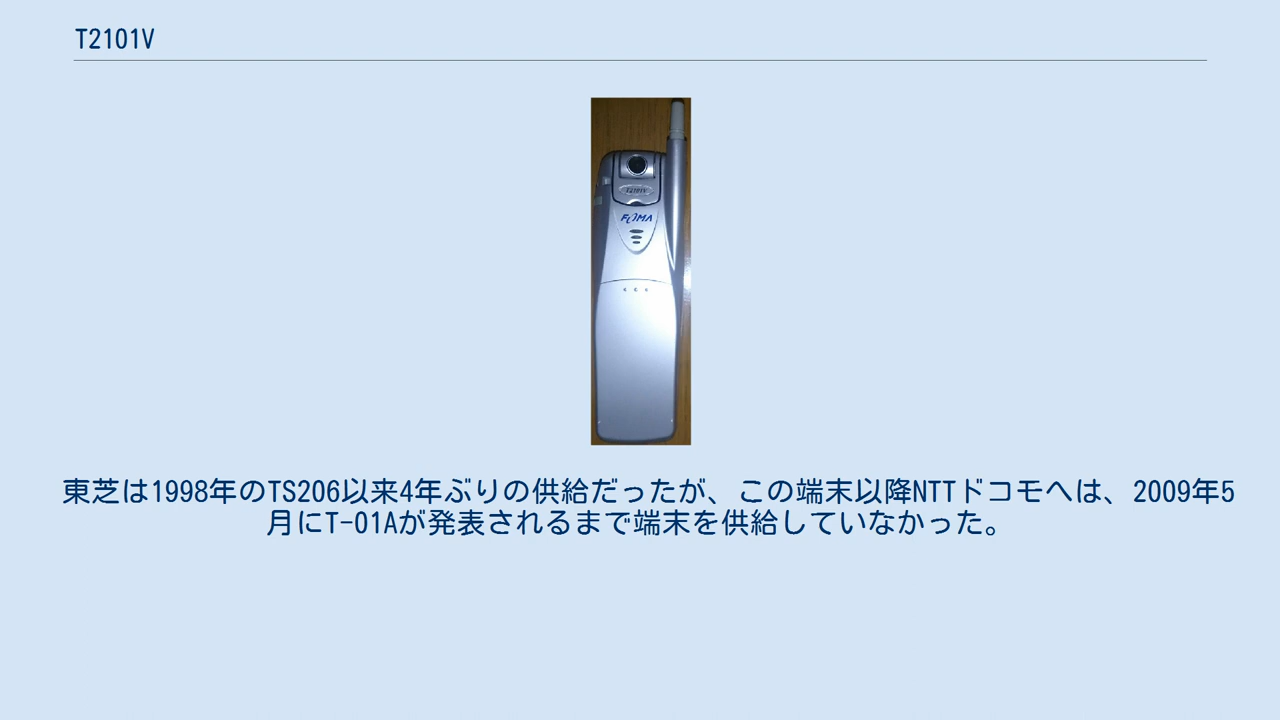 T2101V
T2101V
FOMA
東芝は1998年のTS206以来4年ぶりの供給だったが、この端末以降NTTドコモへは、2009年5
月にT-01Aが発表されるまで端末を供給していなかった。